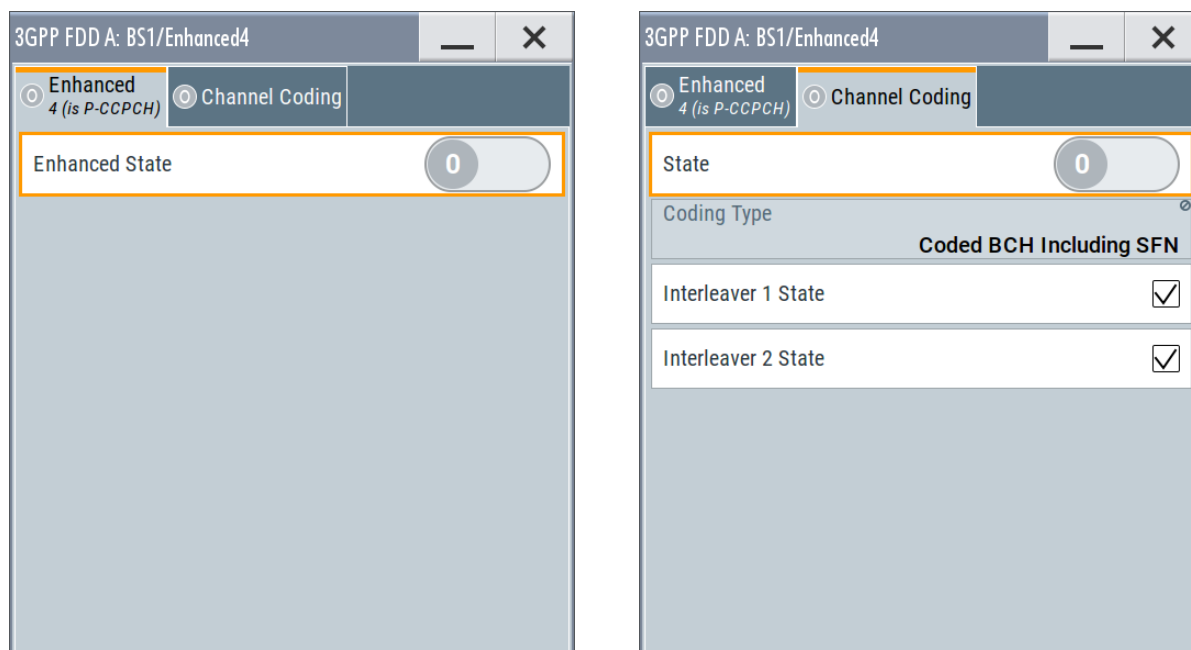 3GPP FDD A: BS1/Enhanced4
Enhanced
4 (is P-CCPCH)
Channel Coding
Enhanced State
0
3GPP FDD A: BS1/Enhanced4
Enhanced
4 (is P-CCPCH)
Channel Coding
State
0
Coding Type
Coded BCH Including SFN
Interleaver 1 State
Interleaver 2 State